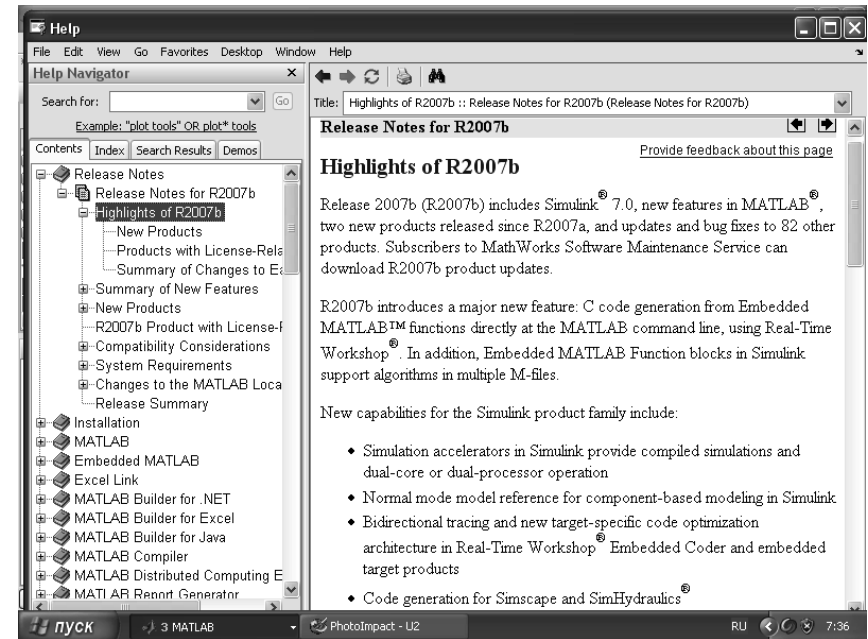 Help
File Edit View Go Favorites Desktop Window Help
Help Navigator
Search for:
Go
Example: "plot tools" OR plot* tools
Contents Index Search Results Demos
Release Notes
Release Notes for R2007b
Highlights of R2007b
New Products
Products with License-Rela
Summary of Changes to Ea
Summary of New Features
New Products
R2007b Product with License-F
Compatibility Considerations
System Requirements
Changes to the MATLAB Loca
Release Summary
Installation
MATLAB
Embedded MATLAB
Excel Link
MATLAB Builder for .NET
MATLAB Builder for Excel
MATLAB Builder for Java
MATLAB Compiler
MATLAB Distributed Computing E
MATLAB Report Generator
Title: Highlights of R2007b :: Release Notes for R2007b (Release Notes for R2007b)
Release Notes for R2007b
Provide feedback about this page
Highlights of R2007b
Release 2007b (R2007b) includes Simulink® 7.0, new features in MATLAB®,
two new products released since R2007a, and updates and bug fixes to 82 other
products. Subscribers to MathWorks Software Maintenance Service can
download R2007b product updates.
R2007b introduces a major new feature: C code generation from Embedded
MATLAB™ functions directly at the MATLAB command line, using Real-Time
Workshop®. In addition, Embedded MATLAB Function blocks in Simulink
support algorithms in multiple M-files.
New capabilities for the Simulink product family include:
• Simulation accelerators in Simulink provide compiled simulations and
dual-core or dual-processor operation
• Normal mode model reference for component-based modeling in Simulink
• Bidirectional tracing and new target-specific code optimization
architecture in Real-Time Workshop® Embedded Coder and embedded
target products
• Code generation for Simscape and SimHydraulics®
пуск
3 MATLAB
PhotoImpact - U2
RU
7:36